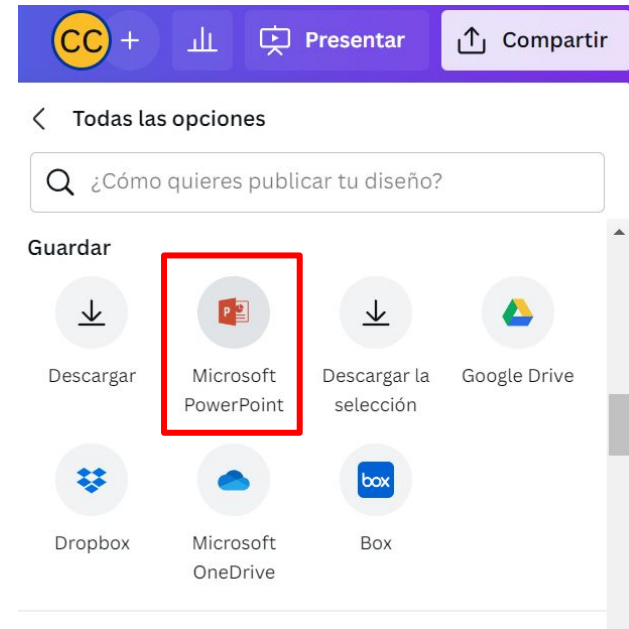 CC + Presentar Compartir
Todas las opciones
¿Cómo quieres publicar tu diseño?
Guardar
P
Descargar Microsoft PowerPoint Descargar la selección Google Drive
box
Dropbox Microsoft OneDrive Box